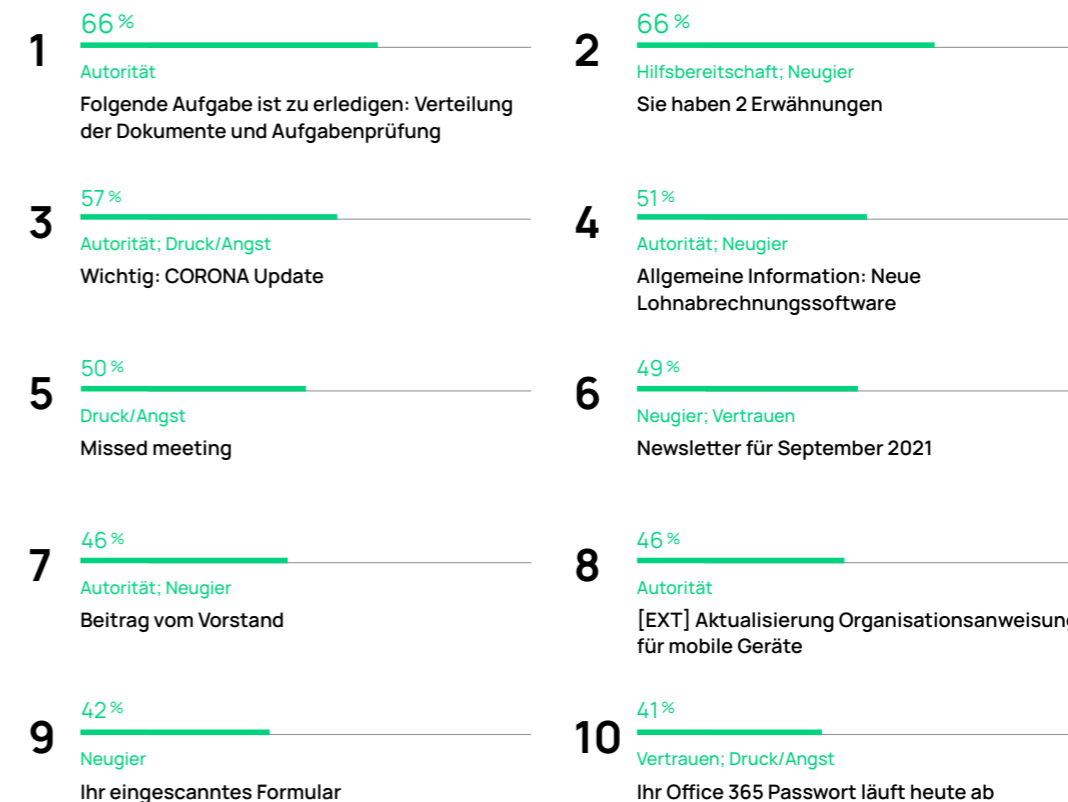 1
66 %
Autorität
Folgende Aufgabe ist zu erledigen: Verteilung
der Dokumente und Aufgabenprüfung
2
66 %
Hilfsbereitschaft; Neugier
Sie haben 2 Erwähnungen
3
57 %
Autorität; Druck/Angst
Wichtig: CORONA Update
4
51 %
Autorität; Neugier
Allgemeine Information: Neue
Lohnabrechnungssoftware
5
50 %
Druck/Angst
Missed meeting
6
49 %
Neugier; Vertrauen
Newsletter für September 2021
7
46 %
Autorität; Neugier
Beitrag vom Vorstand
8
46 %
Autorität
[EXT] Aktualisierung Organisationsanweisung
für mobile Geräte
9
42 %
Neugier
Ihr eingescanntes Formular
10
41 %
Vertrauen; Druck/Angst
Ihr Office 365 Passwort läuft heute ab